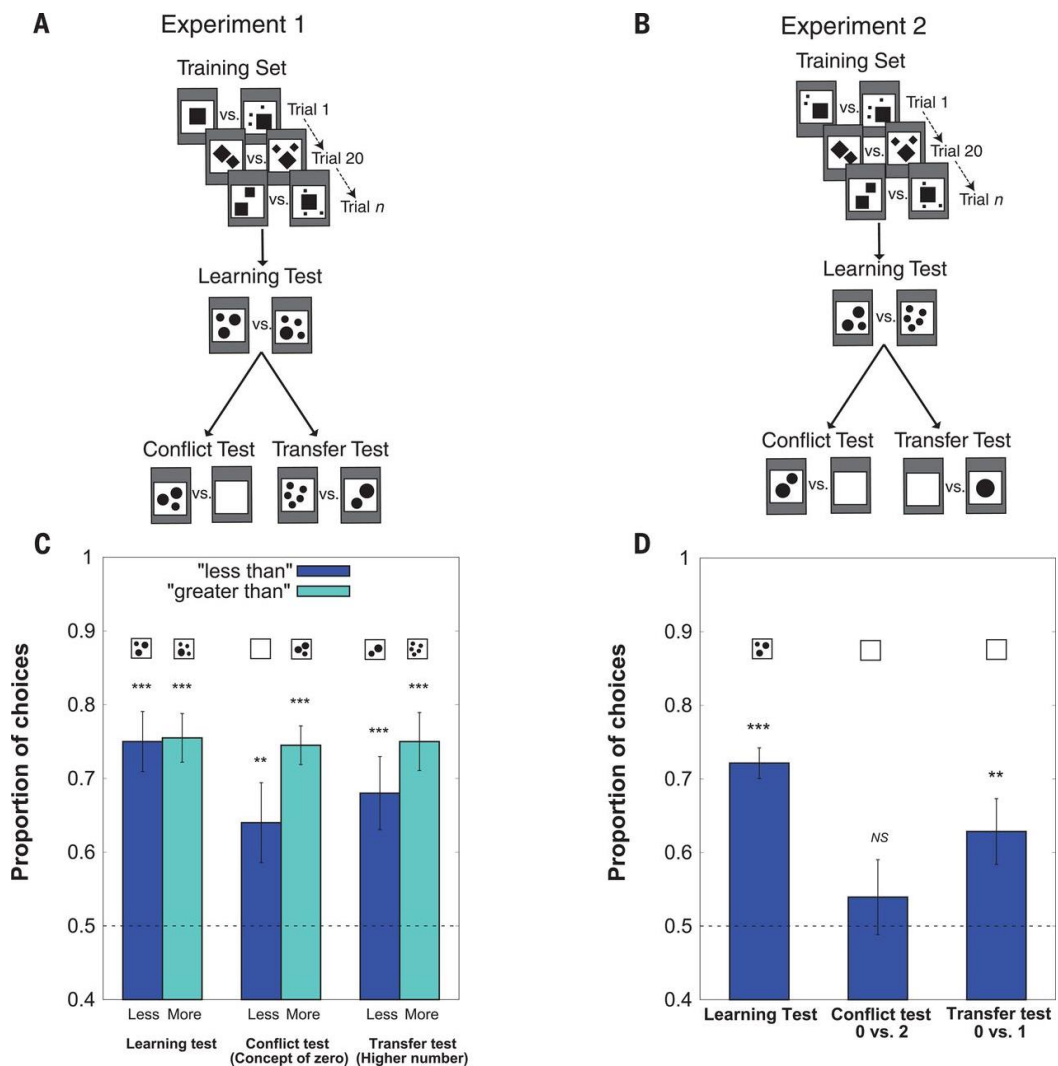 A
Experiment 1
Training Set
vs.
Trial 1
vs.
Trial 20
vs.
Trial n
Learning Test
vs.
Conflict Test
Transfer Test
vs.
vs.
B
Experiment 2
Training Set
vs.
Trial 1
vs.
Trial 20
vs.
Trial n
Learning Test
vs.
Conflict Test
Transfer Test
vs.
vs.
C
Proportion of choices
1
0.9
0.8
0.7
0.6
0.5
0.4
"less than"
"greater than"
***
***
**
***
***
***
Less More
Less More
Less More
Learning test
Conflict test
(Concept of zero)
Transfer test
(Higher number)
D
Proportion of choices
1
0.9
0.8
0.7
0.6
0.5
0.4
***
NS
**
Learning Test
Conflict test
0 vs. 2
Transfer test
0 vs. 1